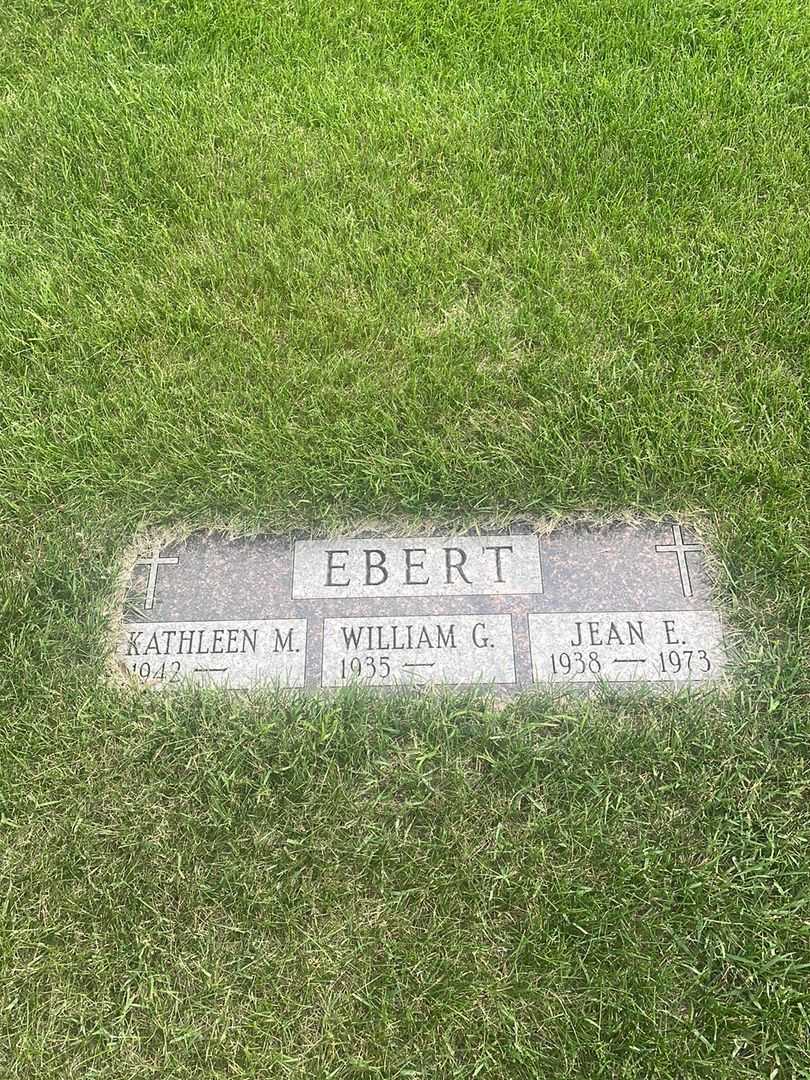 EBERT
KATHLEEN M.
1942 —
WILLIAM G.
1935 —
JEAN E.
1938 — 1973